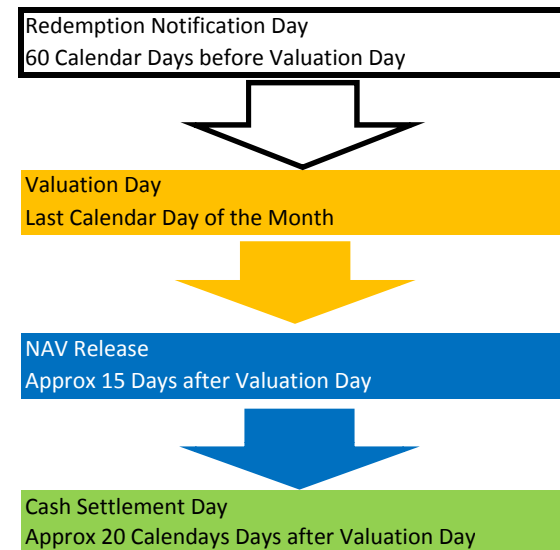 Redemption Notification Day
60 Calendar Days before Valuation Day
Valuation Day
Last Calendar Day of the Month
NAV Release
Approx 15 Days after Valuation Day
Cash Settlement Day
Approx 20 Calendays Days after Valuation Day